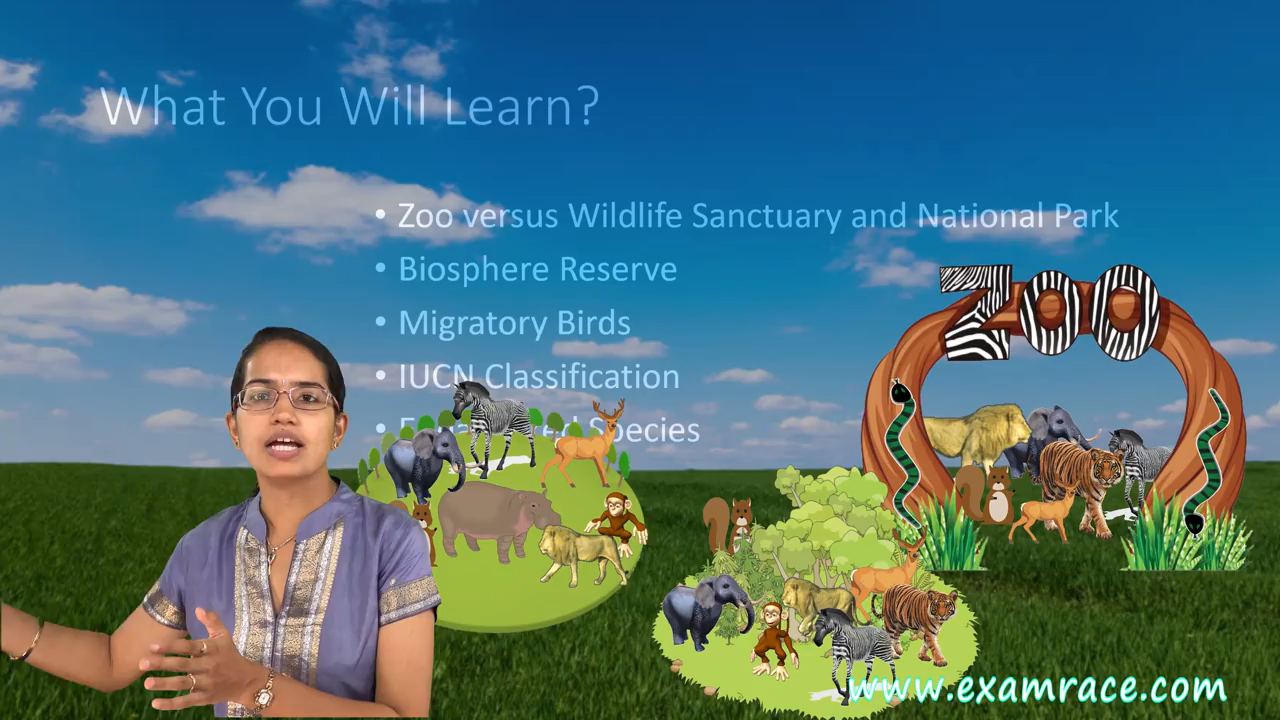 What You Will Learn?
• Zoo versus Wildlife Sanctuary and National Park
• Biosphere Reserve
• Migratory Birds
• IUCN Classification
• Species
ZOO
www.examrace.com